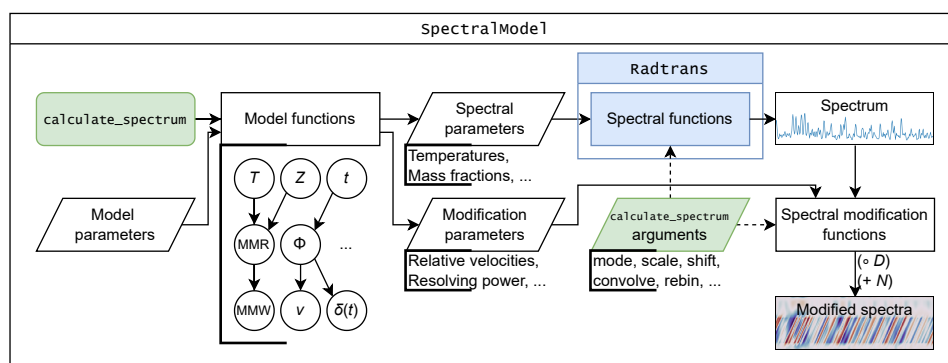 SpectralModel
Radtrans
calculate_spectrum
Model functions
Spectral
parameters
Spectral functions
Spectrum
Temperatures,
Mass fractions, ...
T
Z
t
Model
parameters
Modification
parameters
calculate_spectrum
arguments
Spectral modification
functions
MMR
Φ
...
Relative velocities,
Resolving power, ...
mode, scale, shift,
convolve, rebin, ...
(∘ D)
(+ N)
MMW
v
δ(t)
Modified spectra